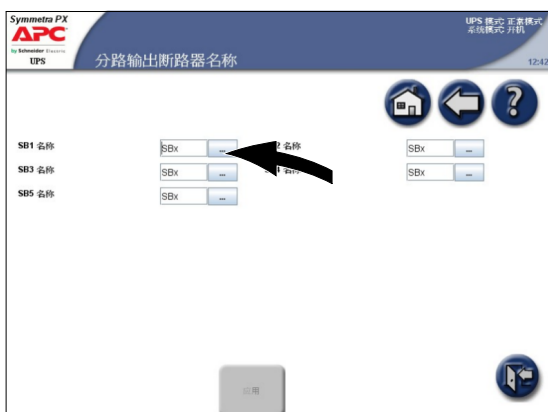 Symmetra PX
APC
by Schneider Electric
UPS
分路输出断路器名称
UPS 模式: 正常模式
系统模式: 开机
12:42
?
SB1 名称
SBx
...
名称
SBx
...
SB3 名称
SBx
...
名称
SBx
...
SB5 名称
SBx
...
应用